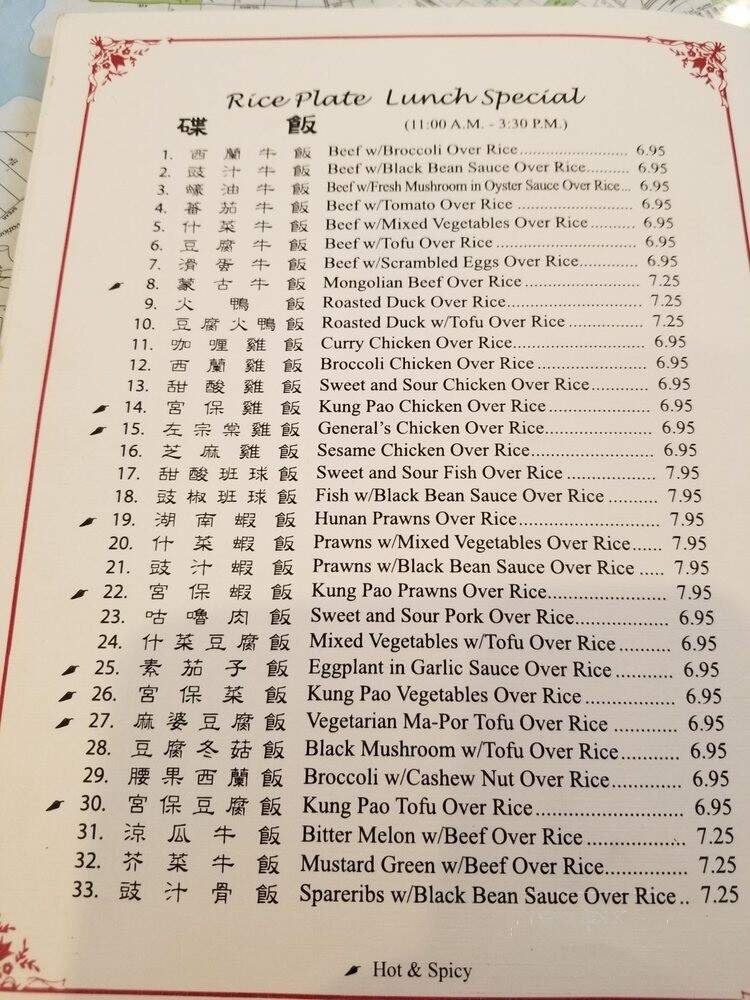 Rice Plate Lunch Special
碟 飯 (11:00 A.M. - 3:30 P.M.)
1. 西蘭牛飯 Beef w/Broccoli Over Rice............................ 6.95
2. 豉汁牛飯 Beef w/Black Bean Sauce Over Rice............ 6.95
3. 蠔油牛飯 Beef w/Fresh Mushroom in Oyster Sauce Over Rice... 6.95
4. 蕃茄牛飯 Beef w/Tomato Over Rice ............................ 6.95
5. 什菜牛飯 Beef w/Mixed Vegetables Over Rice............ 6.95
6. 豆腐牛飯 Beef w/Tofu Over Rice ................................. 6.95
7. 滑蛋牛飯 Beef w/Scrambled Eggs Over Rice............. 6.95
8. 蒙古牛飯 Mongolian Beef Over Rice .......................... 7.25
9. 火鴨飯 Roasted Duck Over Rice.............................. 7.25
10. 豆腐火鴨飯 Roasted Duck w/Tofu Over Rice ................ 7.25
11. 咖喱雞飯 Curry Chicken Over Rice............................. 6.95
12. 西蘭雞飯 Broccoli Chicken Over Rice ........................ 6.95
13. 甜酸雞飯 Sweet and Sour Chicken Over Rice............ 6.95
14. 宮保雞飯 Kung Pao Chicken Over Rice ...................... 6.95
15. 左宗棠雞飯 General's Chicken Over Rice....................... 6.95
16. 芝麻雞飯 Sesame Chicken Over Rice........................... 6.95
17. 甜酸班球飯 Sweet and Sour Fish Over Rice .................. 7.95
18. 豉椒班球飯 Fish w/Black Bean Sauce Over Rice ........... 7.95
19. 湖南蝦飯 Hunan Prawns Over Rice............................ 7.95
20. 什菜蝦飯 Prawns w/Mixed Vegetables Over Rice...... 7.95
21. 豉汁蝦飯 Prawns w/Black Bean Sauce Over Rice ..... 7.95
22. 宮保蝦飯 Kung Pao Prawns Over Rice....................... 7.95
23. 咕嚕肉飯 Sweet and Sour Pork Over Rice.................. 6.95
24. 什菜豆腐飯 Mixed Vegetables w/Tofu Over Rice ............ 6.95
25. 素茄子飯 Eggplant in Garlic Sauce Over Rice ........... 6.95
26. 宮保菜飯 Kung Pao Vegetables Over Rice ................. 6.95
27. 麻婆豆腐飯 Vegetarian Ma-Por Tofu Over Rice ............ 6.95
28. 豆腐冬菇飯 Black Mushroom w/Tofu Over Rice............ 6.95
29. 腰果西蘭飯 Broccoli w/Cashew Nut Over Rice............. 6.95
30. 宮保豆腐飯 Kung Pao Tofu Over Rice.......................... 6.95
31. 涼瓜牛飯 Bitter Melon w/Beef Over Rice ................. 7.25
32. 芥菜牛飯 Mustard Green w/Beef Over Rice.............. 7.25
33. 豉汁骨飯 Spareribs w/Black Bean Sauce Over Rice .. 7.25
Hot & Spicy